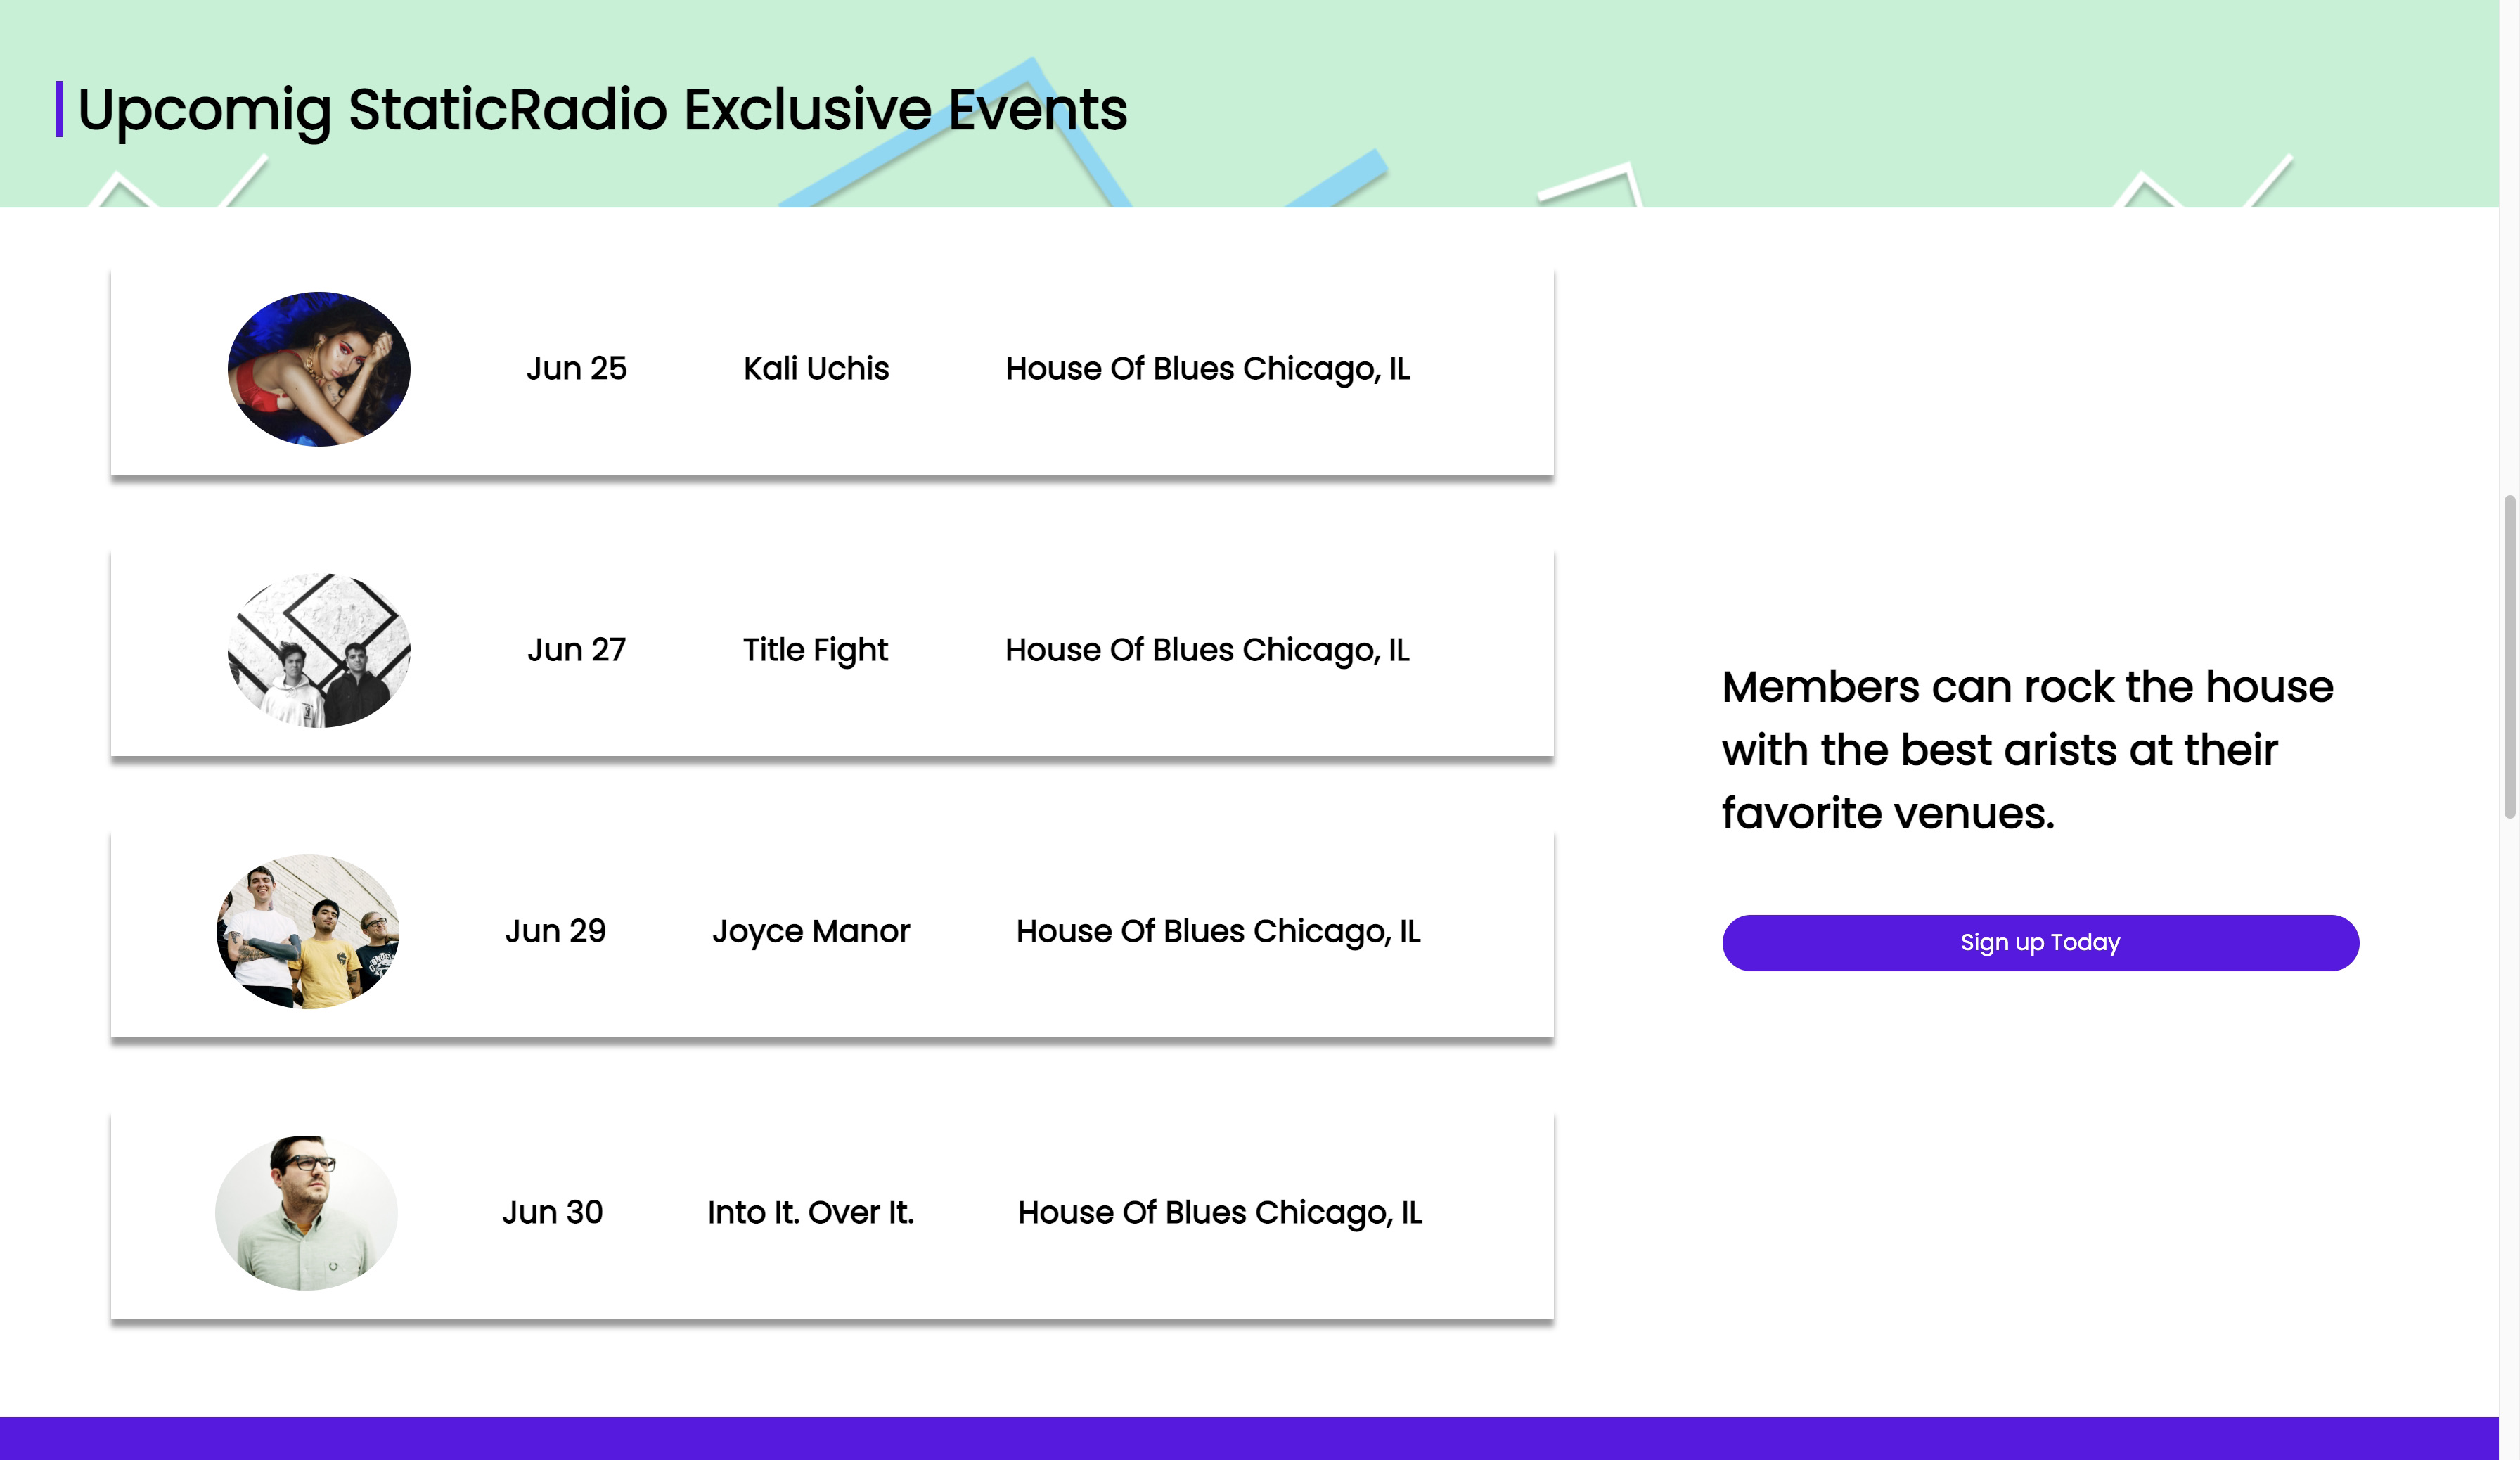 Upcomig StaticRadio Exclusive Events
Jun 25 Kali Uchis House Of Blues Chicago, IL
Jun 27 Title Fight House Of Blues Chicago, IL
Jun 29 Joyce Manor House Of Blues Chicago, IL
Jun 30 Into It. Over It. House Of Blues Chicago, IL
Members can rock the house
with the best arists at their
favorite venues.
Sign up Today